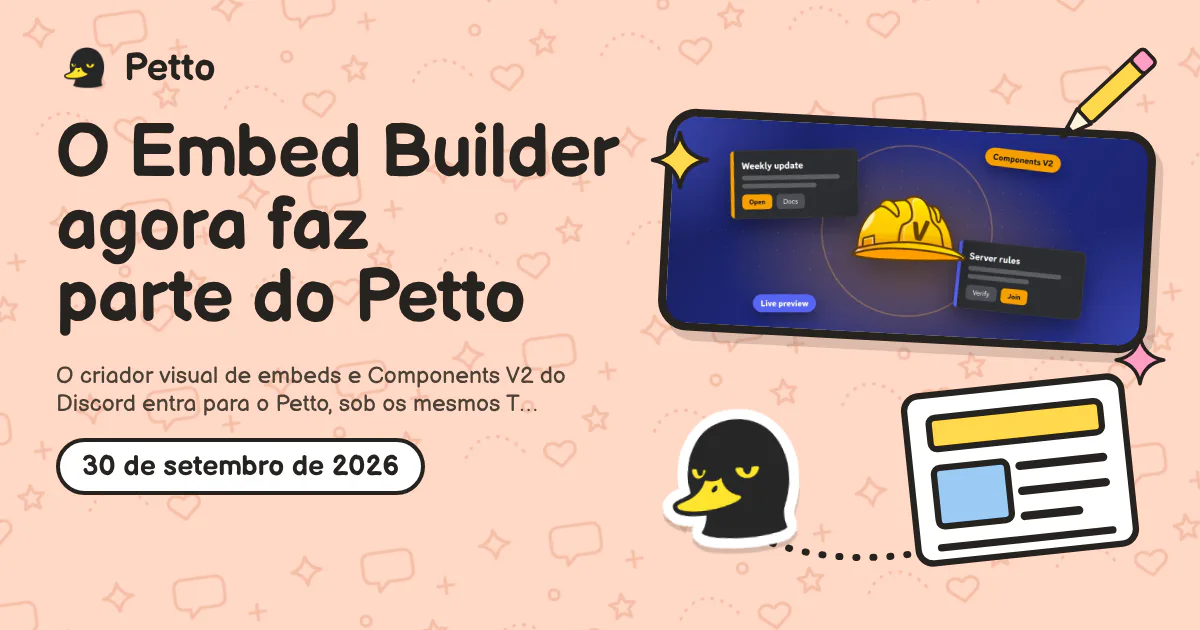 Petto
O Embed Builder
agora faz
parte do Petto
O criador visual de embeds e Components V2 do
Discord entra para o Petto, sob os mesmos T…
30 de setembro de 2026
Weekly update
Open
Docs
Components V2
V
Server rules
Verify
Join
Live preview